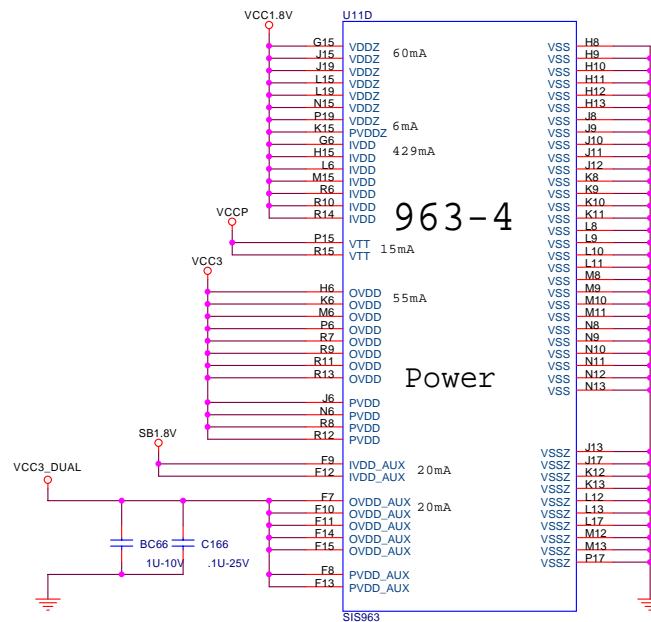 VCC1.8V
U11D
G15 VDDZ 60mA VSS H8
J15 VDDZ VSS H9
J19 VDDZ VSS H10
L15 VDDZ VSS H11
L19 VDDZ VSS H12
N15 VDDZ VSS H13
P19 VDDZ VSS J8
K15 PVDDZ 6mA VSS J9
G6 IVDD VSS J10
H15 IVDD 429mA VSS J11
L6 IVDD VSS J12
M15 IVDD VSS K8
R6 IVDD VSS K9
R10 IVDD VSS K10
R14 IVDD VSS K11
VCCP
963-4
VSS L8
P15 VTT 15mA VSS L9
R15 VTT VSS L10
VCC3
VSS L11
VSS M8
H6 OVDD 55mA VSS M9
K6 OVDD VSS M10
M6 OVDD VSS M11
P6 OVDD VSS N8
R7 OVDD VSS N9
R9 OVDD VSS N10
R11 OVDD VSS N11
R13 OVDD VSS N12
Power
VSS N13
J6 PVDD
N6 PVDD
R8 PVDD
R12 PVDD
SB1.8V
VSSZ J13
F9 IVDD_AUX 20mA VSSZ J17
F12 IVDD_AUX VSSZ K12
VCC3_DUAL
VSSZ K13
F7 OVDD_AUX 20mA VSSZ L12
F10 OVDD_AUX VSSZ L13
F11 OVDD_AUX VSSZ L17
F14 OVDD_AUX VSSZ M12
F15 OVDD_AUX VSSZ M13
BC66 C166
1U-10V .1U-25V
VSSZ P17
F8 PVDD_AUX
F13 PVDD_AUX
SIS963